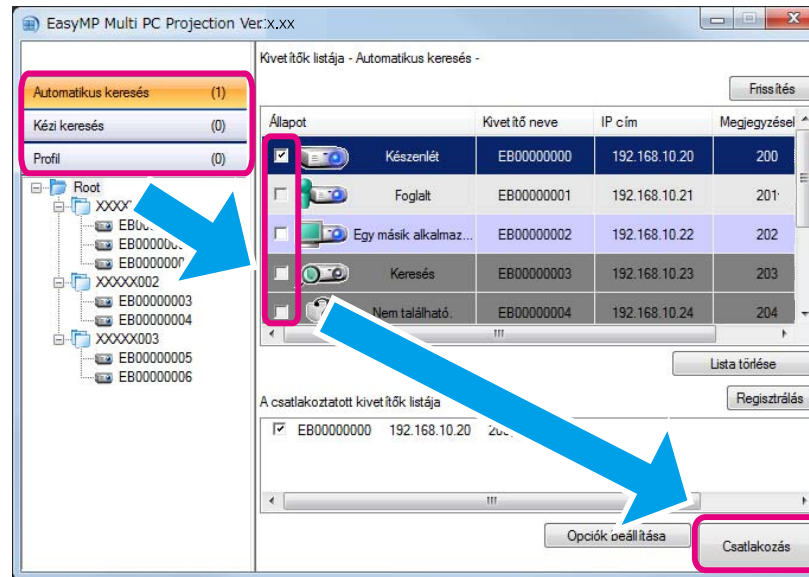 EasyMP Multi PC Projection Ver.x.xx
Kivetítők listája - Automatikus keresés -
Automatikus keresés (1)
Kézi keresés (0)
Profil (0)
Frissítés
Állapot Kivetítő neve IP cím Megjegyzések
Készenlét EB00000000 192.168.10.20 200
Foglalt EB00000001 192.168.10.21 201
Egy másik alkalmaz... EB00000002 192.168.10.22 202
Keresés EB00000003 192.168.10.23 203
Nem található. EB00000004 192.168.10.24 204
Root
XXXXX002
EB00000003
EB00000004
XXXXX003
EB00000005
EB00000006
Lista törlése
A csatlakoztatott kivetítők listája
Regisztrálás
EB00000000 192.168.10.20
Opciók beállítása
Csatlakozás